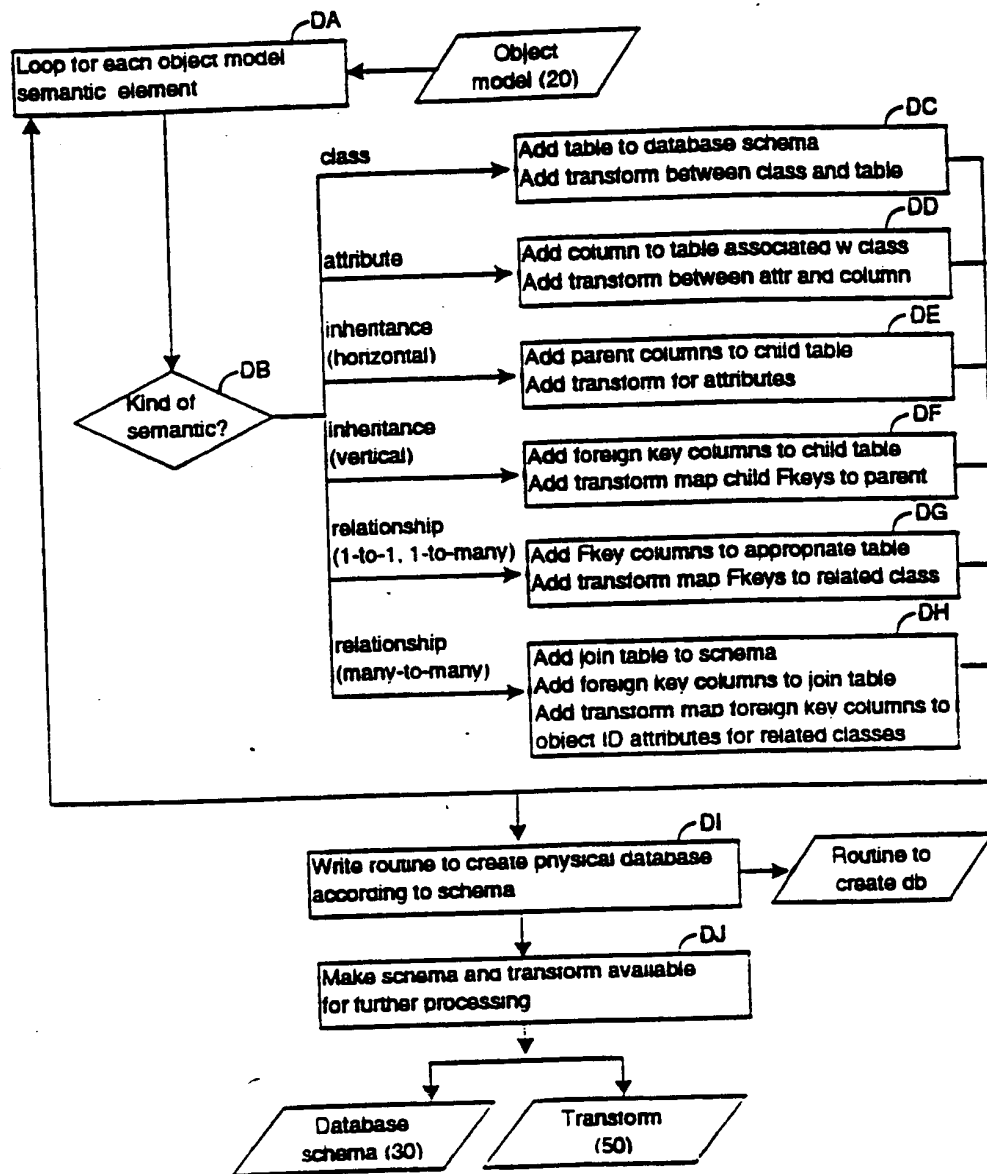 DA
Loop for each object model
semantic element
Object
model (20)
DC
class
Add table to database schema
Add transform between class and table
DD
attribute
Add column to table associated w class
Add transform between attr and column
DE
inheritance
(horizontal)
Add parent columns to child table
Add transform for attributes
DB
Kind of
semantic?
DF
inheritance
(vertical)
Add foreign key columns to child table
Add transform map child Fkeys to parent
DG
relationship
(1-to-1, 1-to-many)
Add Fkey columns to appropriate table
Add transform map Fkeys to related class
DH
relationship
(many-to-many)
Add join table to schema
Add foreign key columns to join table
Add transform map foreign key columns to
object ID attributes for related classes
DI
Write routine to create physical database
according to schema
Routine to
create db
DJ
Make schema and transform available
for further processing
Database
schema (30)
Transform
(50)